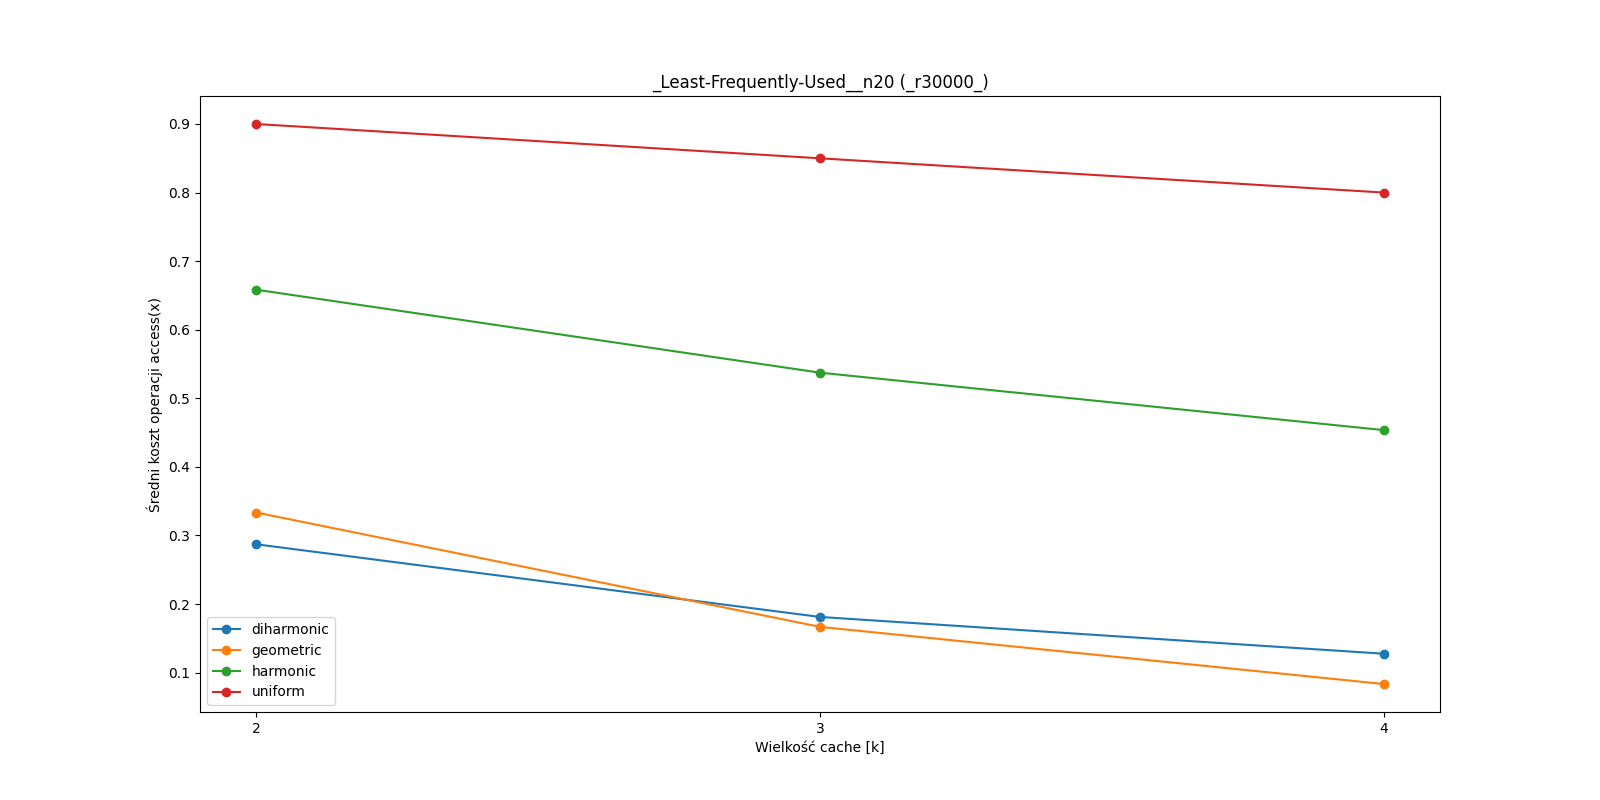 _Least-Frequently-Used__n20 (_r30000_)
0.9
0.8
0.7
0.6
0.5
0.4
0.3
0.2
0.1
Średni koszt operacji access(x)
diharmonic
geometric
harmonic
uniform
2 3 4
Wielkość cache [k]